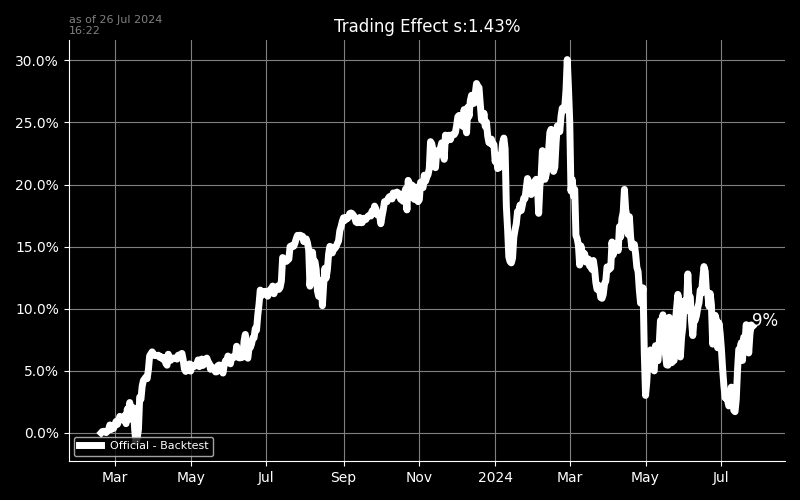 as of 26 Jul 2024
16:22
Trading Effect s:1.43%
30.0%
25.0%
20.0%
15.0%
10.0%
5.0%
0.0%
9%
Official - Backtest
Mar May Jul Sep Nov 2024 Mar May Jul